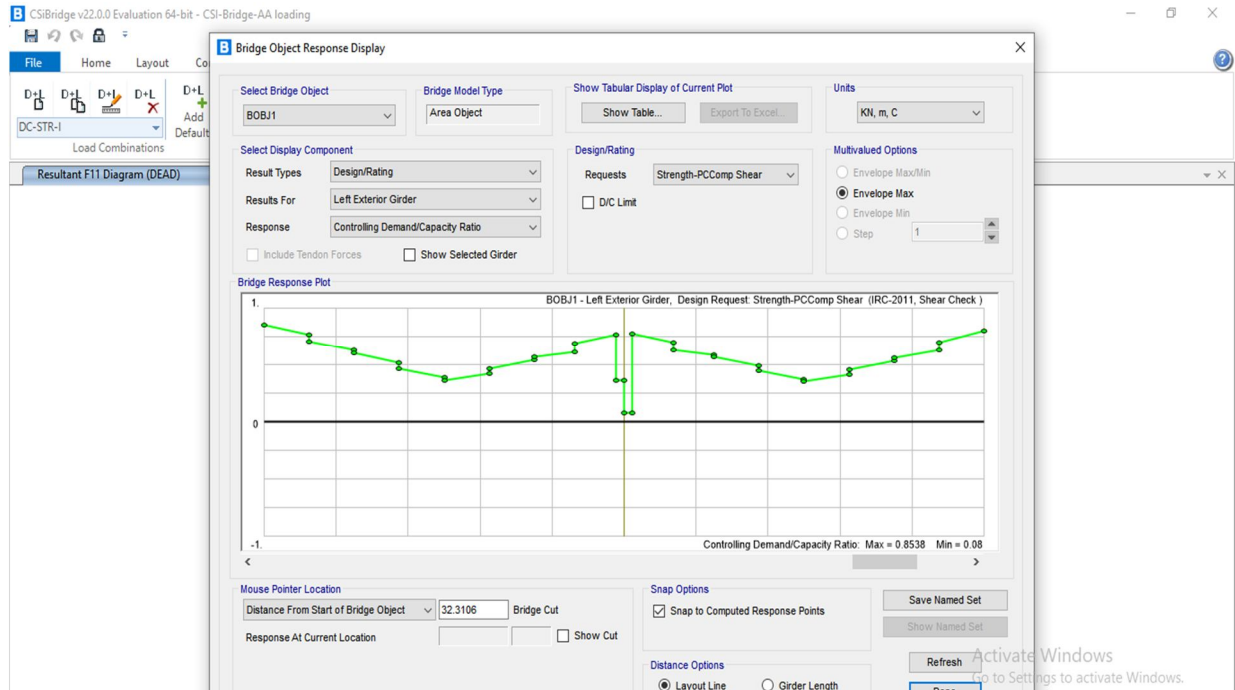 CSiBridge v22.0.0 Evaluation 64-bit - CSI-Bridge-AA loading
File Home Layout Co
Bridge Object Response Display
D+L D+L D+L D+L D+L
Add
Default
DC-STR-I
Load Combinations
Resultant F11 Diagram (DEAD)
Select Bridge Object
BOBJ1
Bridge Model Type
Area Object
Show Tabular Display of Current Plot
Show Table...
Export To Excel...
Units
KN, m, C
Select Display Component
Result Types Design/Rating
Results For Left Exterior Girder
Response Controlling Demand/Capacity Ratio
Include Tendon Forces Show Selected Girder
Design/Rating
Requests Strength-PCComp Shear
D/C Limit
Multivalued Options
Envelope Max/Min
Envelope Max
Envelope Min
Step 1
Bridge Response Plot
1. BOBJ1 - Left Exterior Girder, Design Request: Strength-PCComp Shear (IRC-2011, Shear Check )
0
-1. Controlling Demand/Capacity Ratio: Max = 0.8538 Min = 0.08
Mouse Pointer Location
Distance From Start of Bridge Object 32.3106 Bridge Cut
Response At Current Location Show Cut
Snap Options
Snap to Computed Response Points
Distance Options
Layout Line Girder Length
Save Named Set
Show Named Set
Refresh
Activate Windows
Go to Settings to activate Windows.